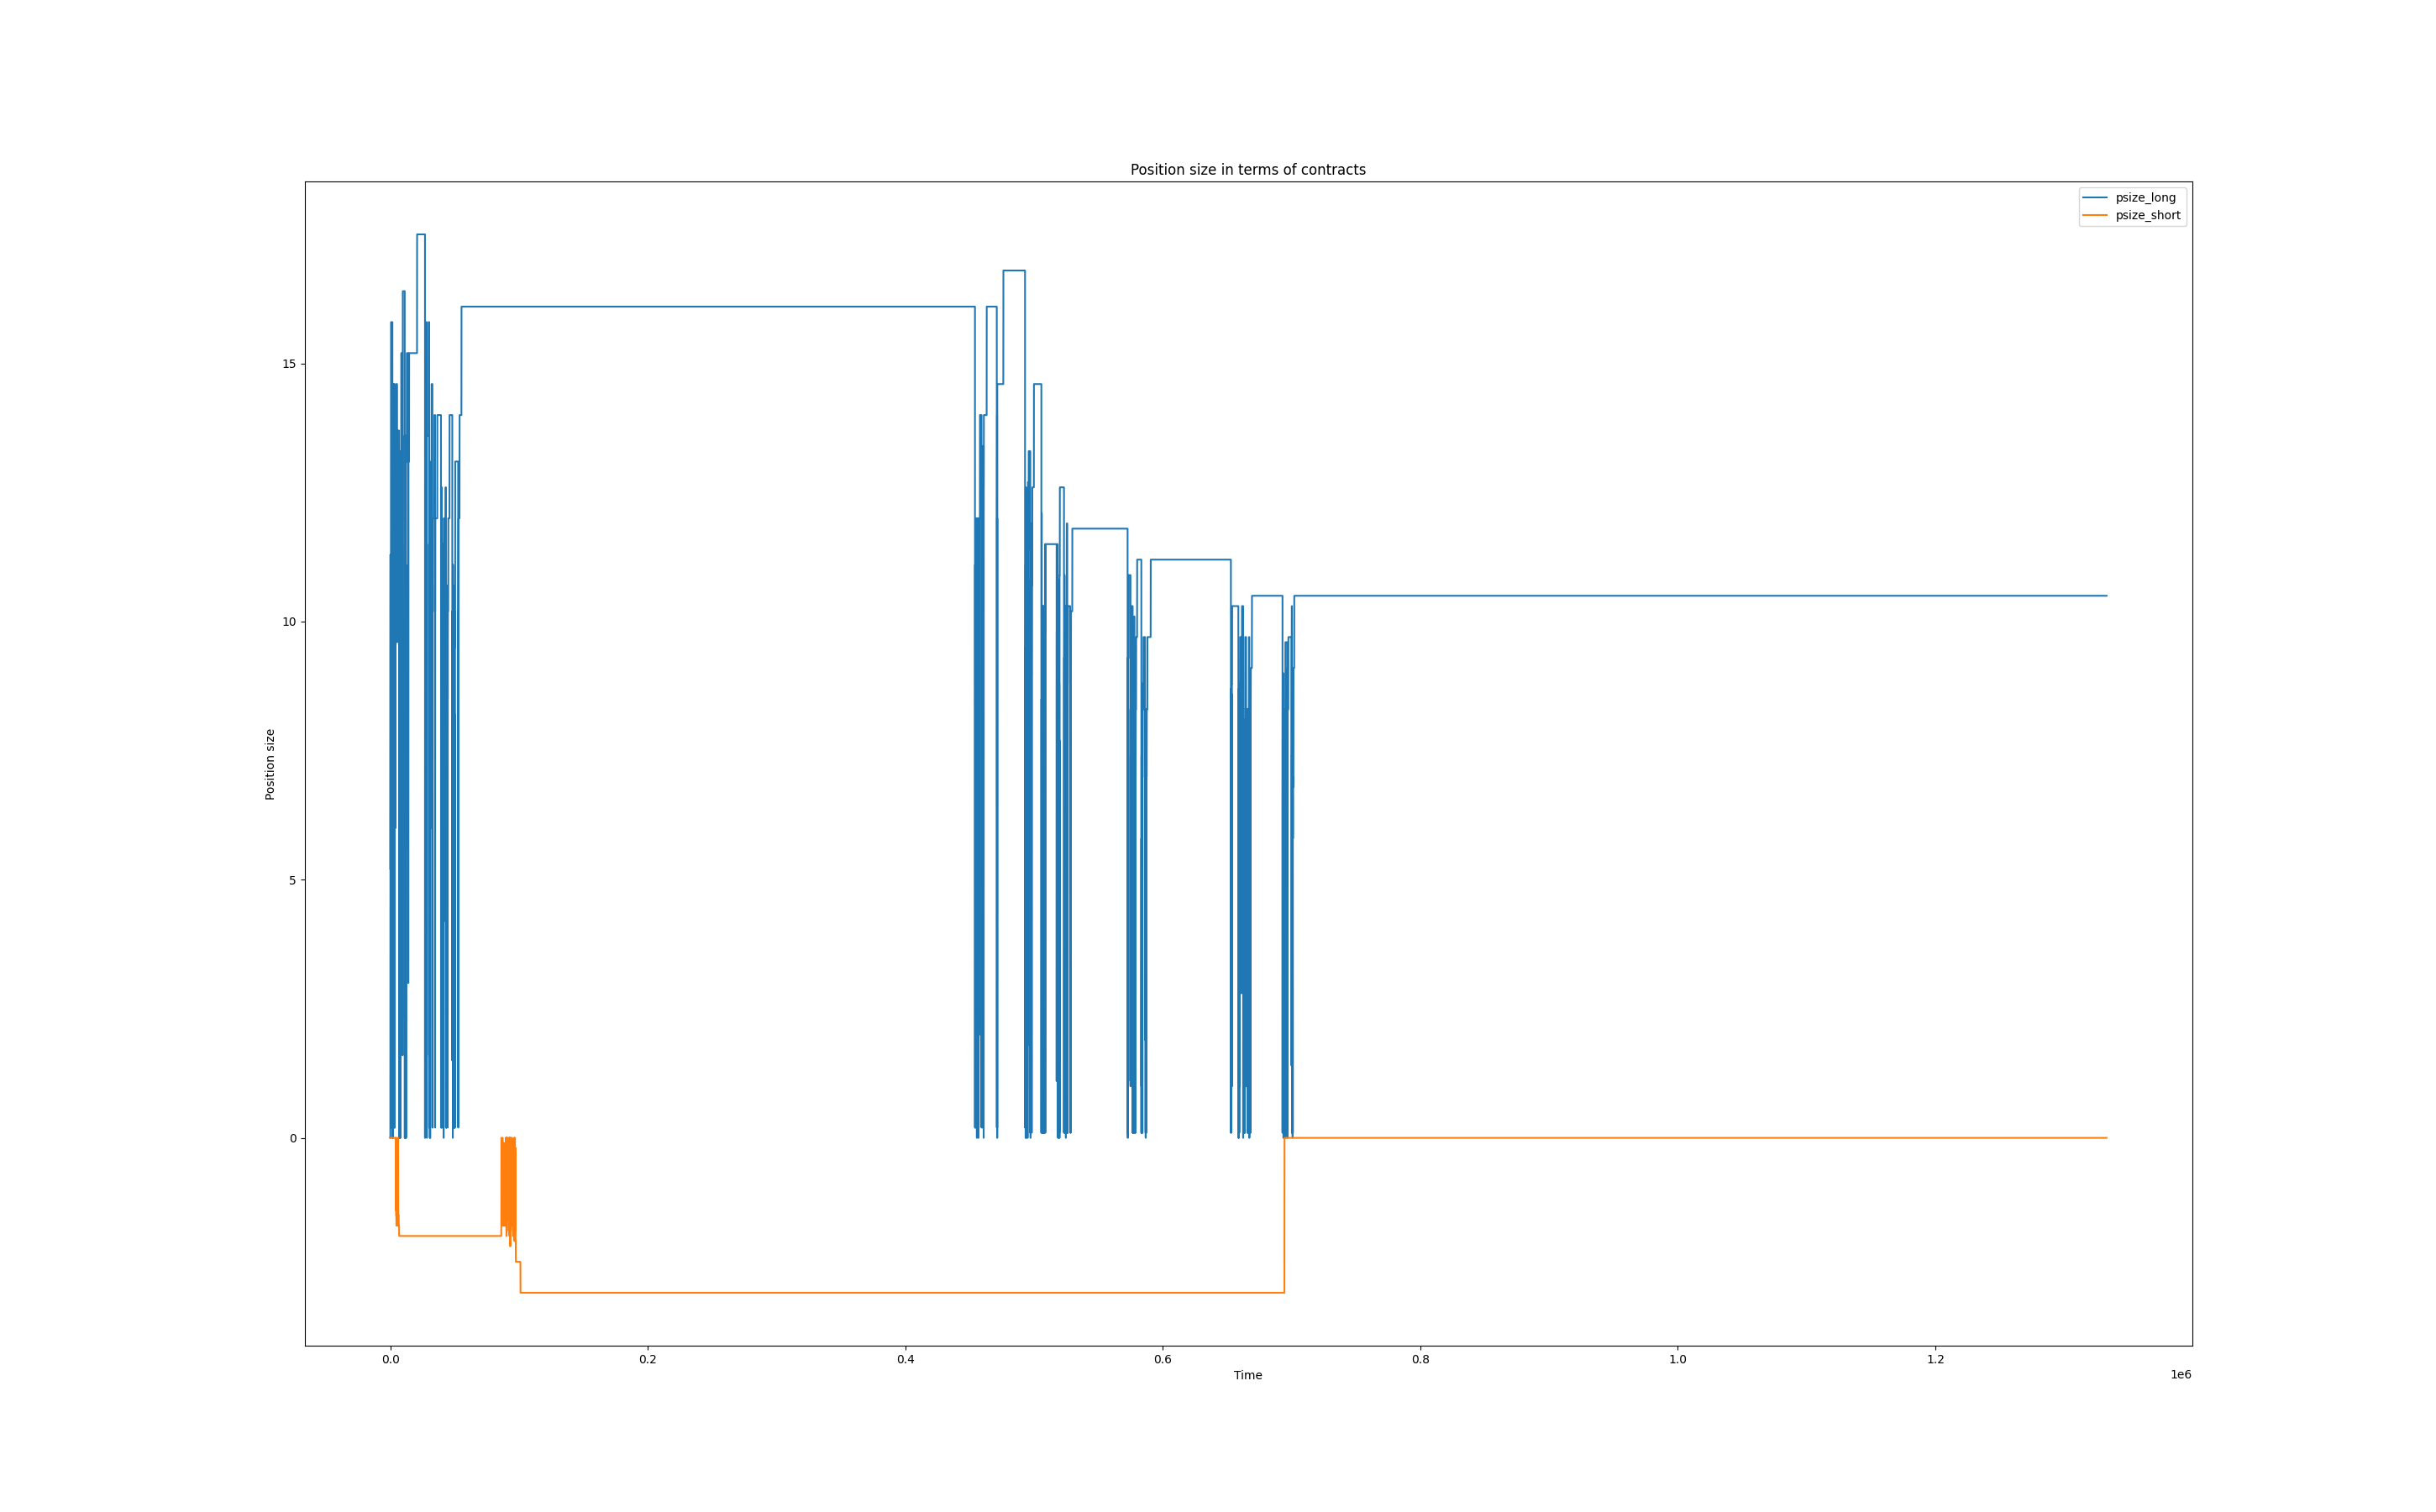 Position size in terms of contracts
psize_long
psize_short
15
10
5
0
Position size
0.0 0.2 0.4 0.6 0.8 1.0 1.2
Time
1e6